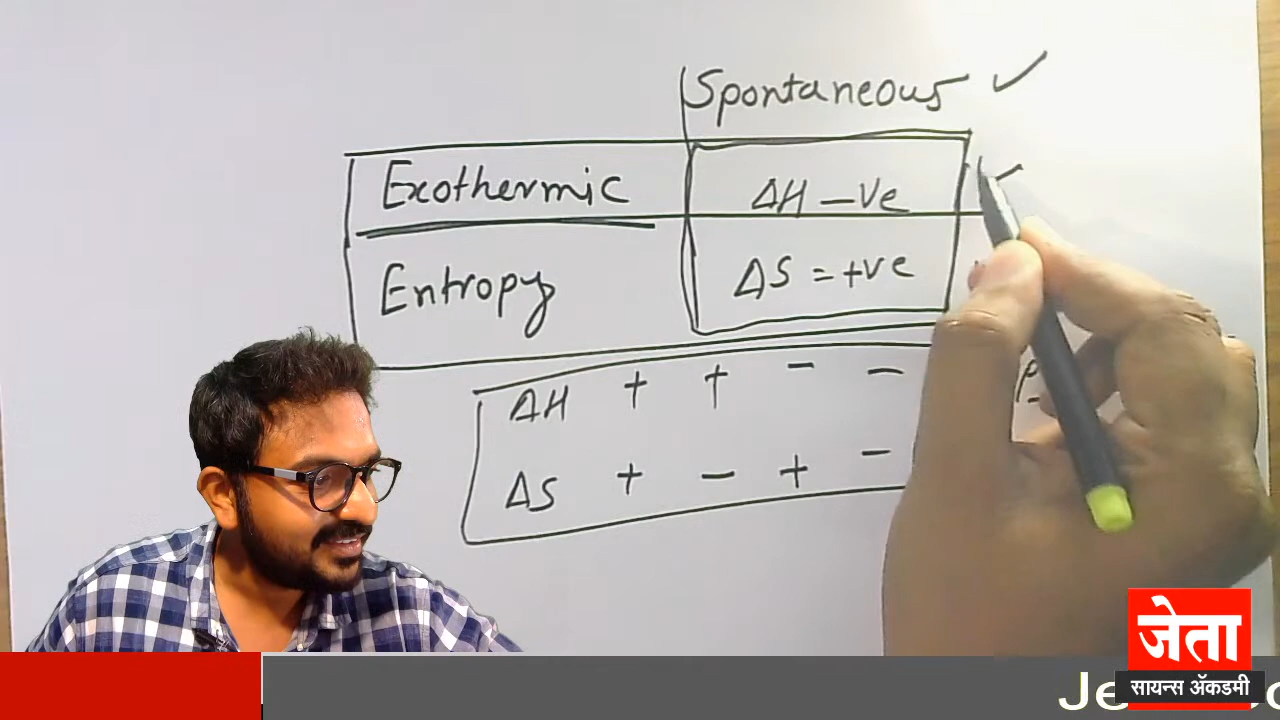 Spontaneous ✓
Exothermic ΔH -ve
Entropy ΔS = +ve
ΔH + + - -
ΔS + - + -
जेता
सायन्स ॲकडमी